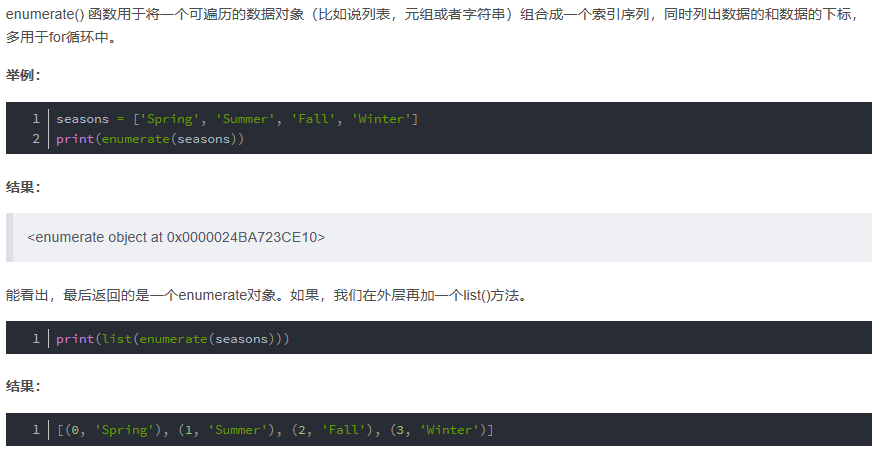 enumerate() 函数用于将一个可遍历的数据对象（比如说列表，元组或者字符串）组合成一个索引序列，同时列出数据的和数据的下标，
多用于for循环中。
举例：
1 seasons = ['Spring', 'Summer', 'Fall', 'Winter']
2 print(enumerate(seasons))
结果：
<enumerate object at 0x0000024BA723CE10>
能看出，最后返回的是一个enumerate对象。如果，我们在外层再加一个list()方法。
1 print(list(enumerate(seasons)))
结果：
1 [(0, 'Spring'), (1, 'Summer'), (2, 'Fall'), (3, 'Winter')]